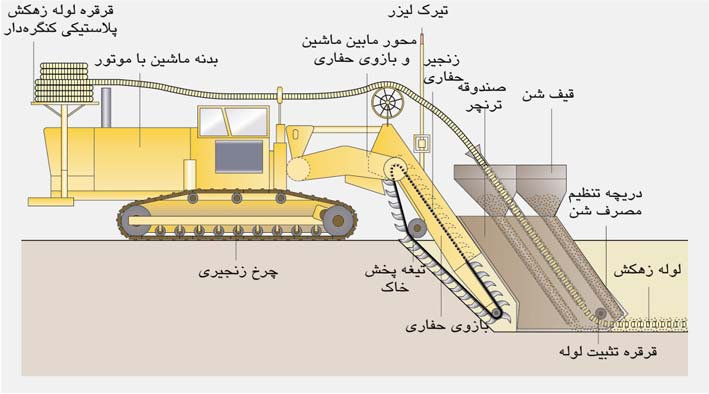 قرقره لوله زهکش
پلاستیکی کنگره‌دار
بدنه ماشین با موتور
محور مابین ماشین
و بازوی حفاری
تیرک لیزر
زنجیر
حفاری
صندوقه
ترنچر
قیف شن
دریچه تنظیم
مصرف شن
لوله زهکش
چرخ زنجیری
تیغه پخش
خاک
بازوی حفاری
قرقره تثبیت لوله